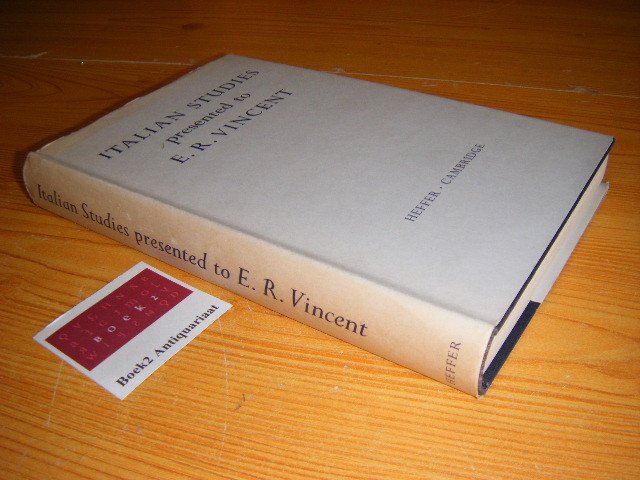 ITALIAN STUDIES
presented to
E. R. VINCENT
HEFFER · CAMBRIDGE
Italian Studies presented to E. R. Vincent
HEFFER
BOEK2
Boek2 Antiquariaat